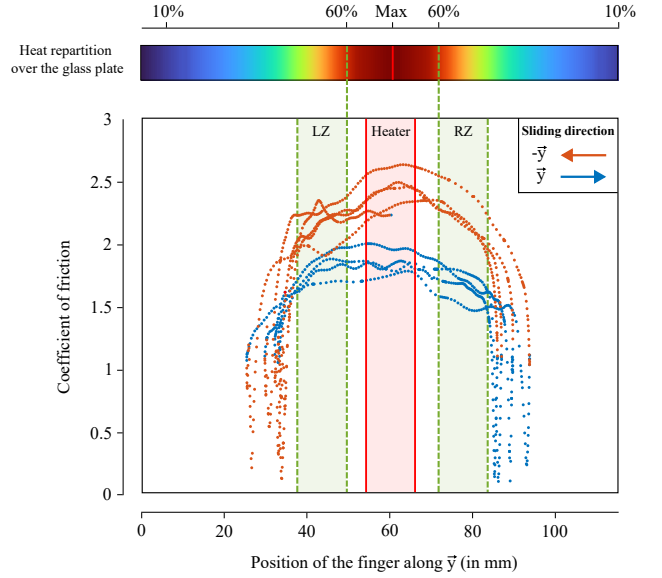 10% 60% Max 60% 10%
Heat repartition
over the glass plate
LZ Heater RZ
Sliding direction
-y⃗
y⃗
3
2.5
2
1.5
1
0.5
0
Coefficient of friction
0 20 40 60 80 100
Position of the finger along y⃗ (in mm)